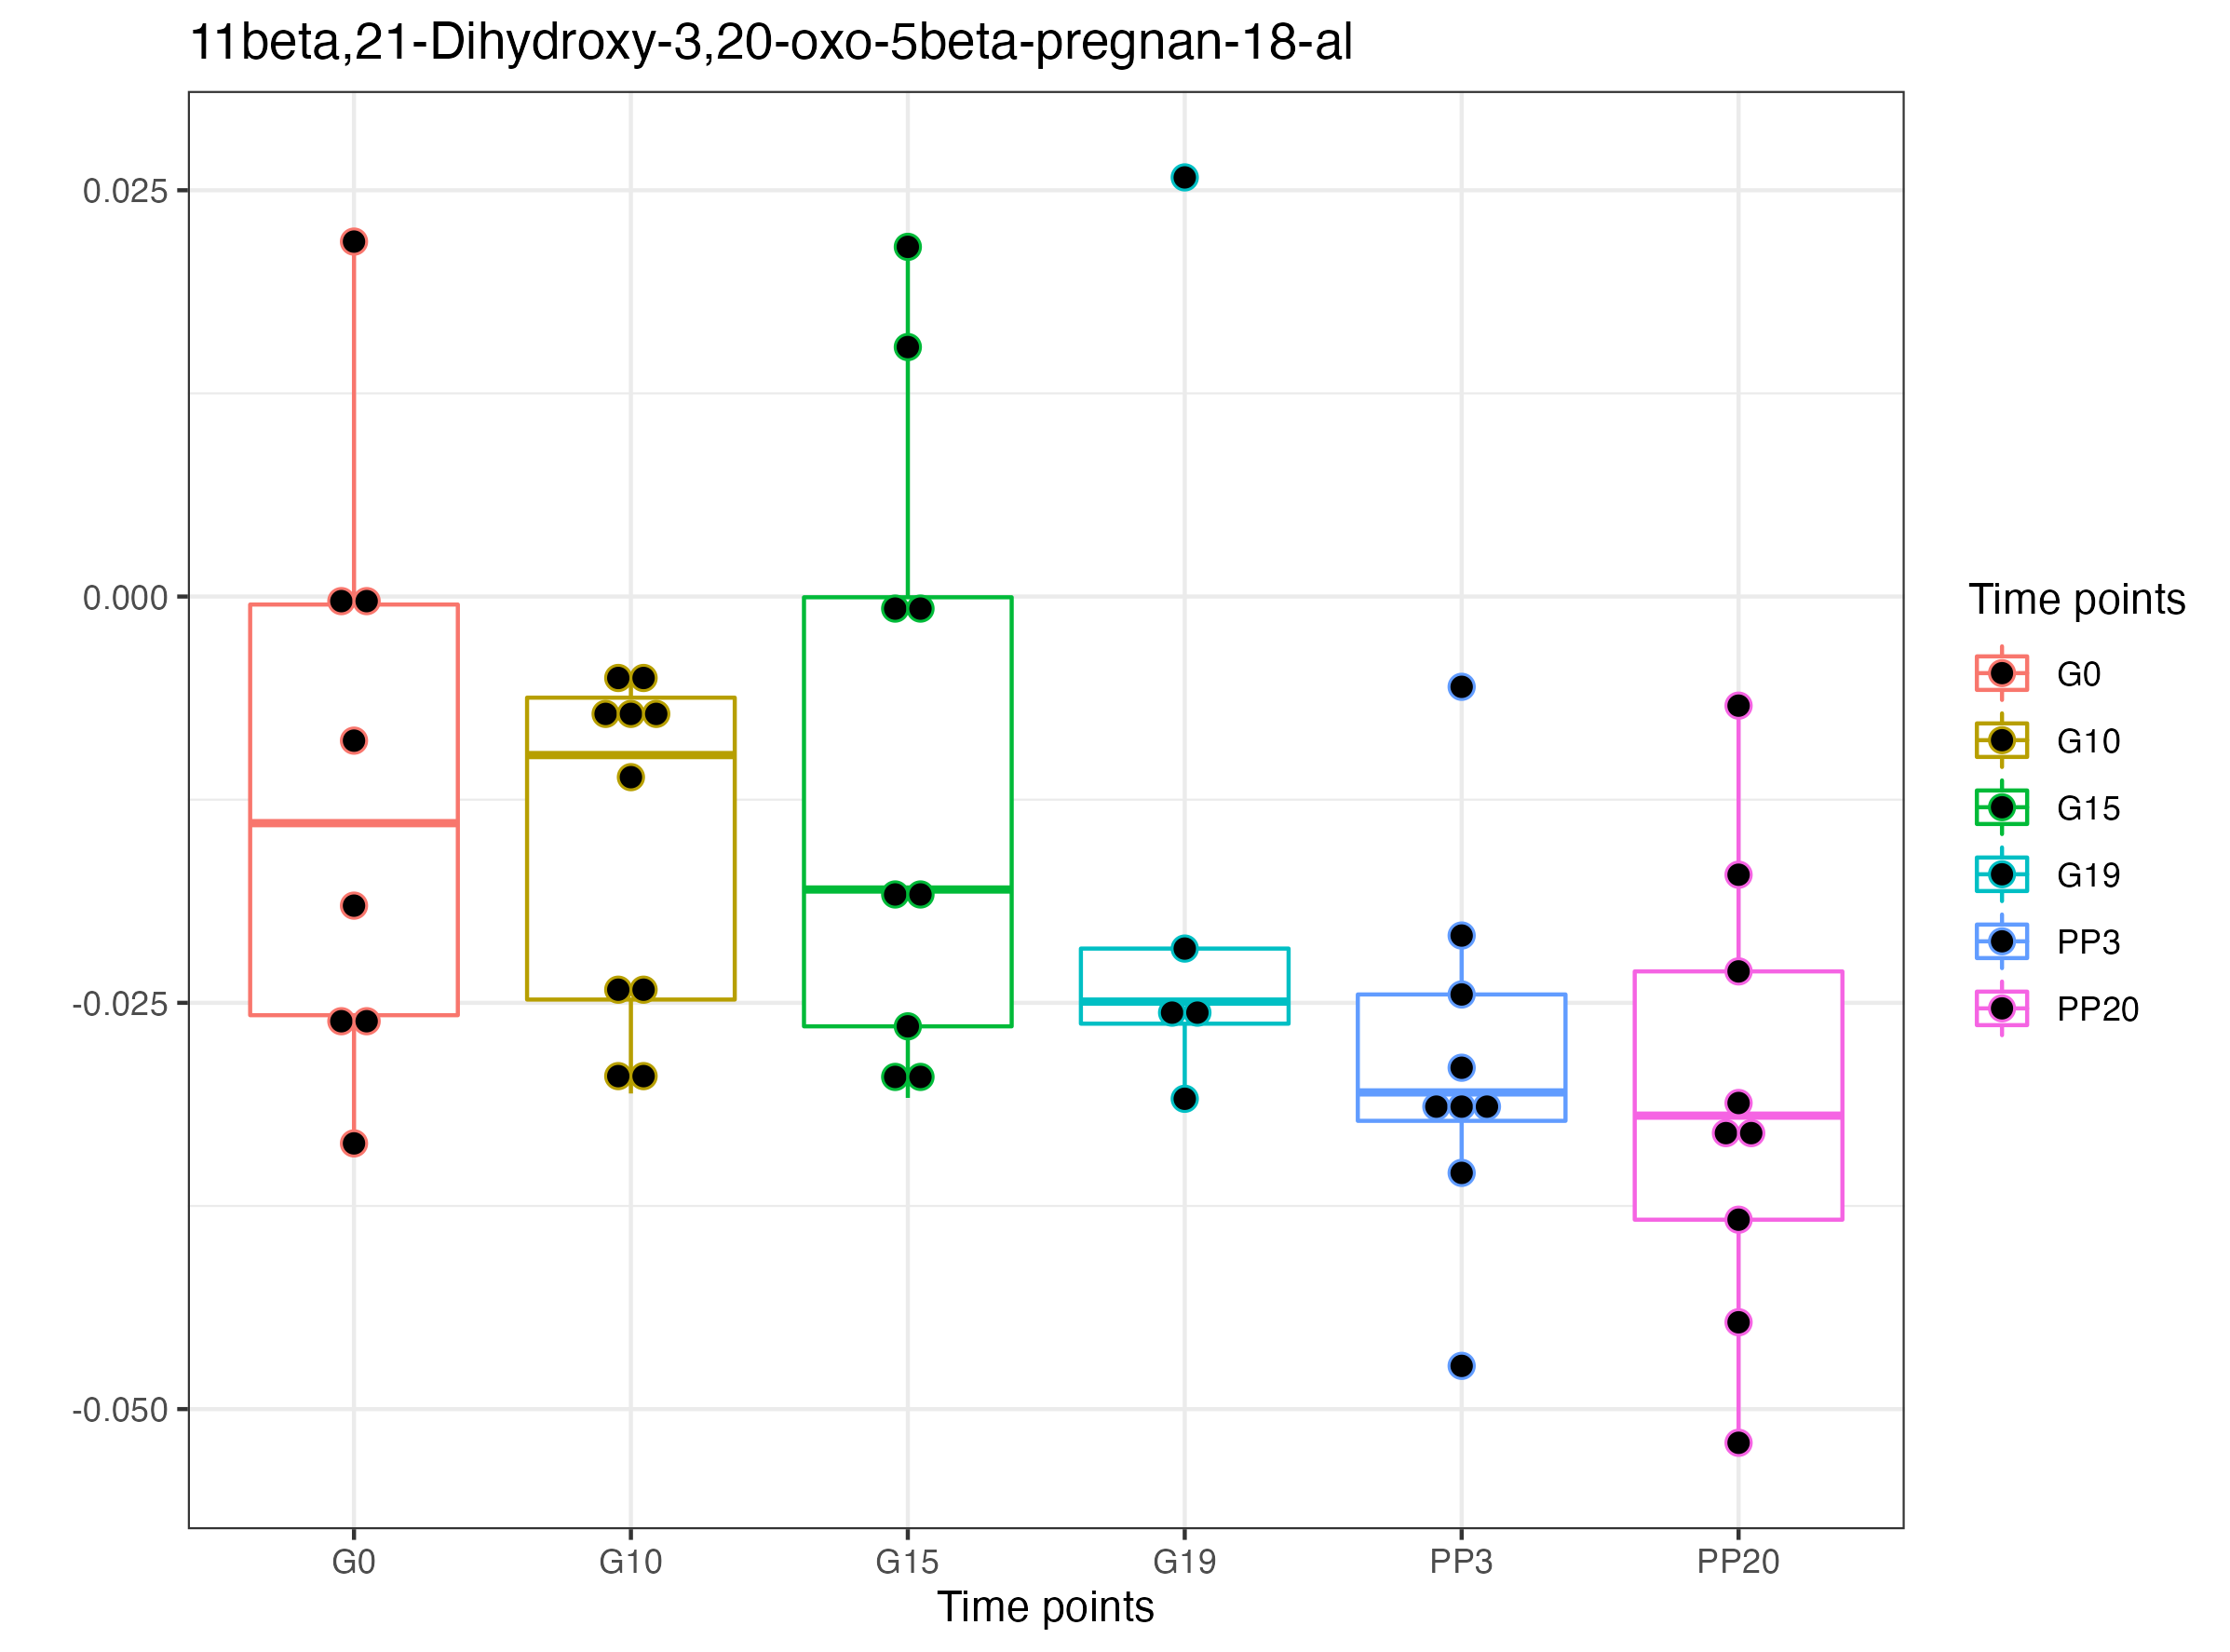 11beta,21-Dihydroxy-3,20-oxo-5beta-pregnan-18-al
0.025
0.000
-0.025
-0.050
G0
G10
G15
G19
PP3
PP20
Time points
Time points
G0
G10
G15
G19
PP3
PP20